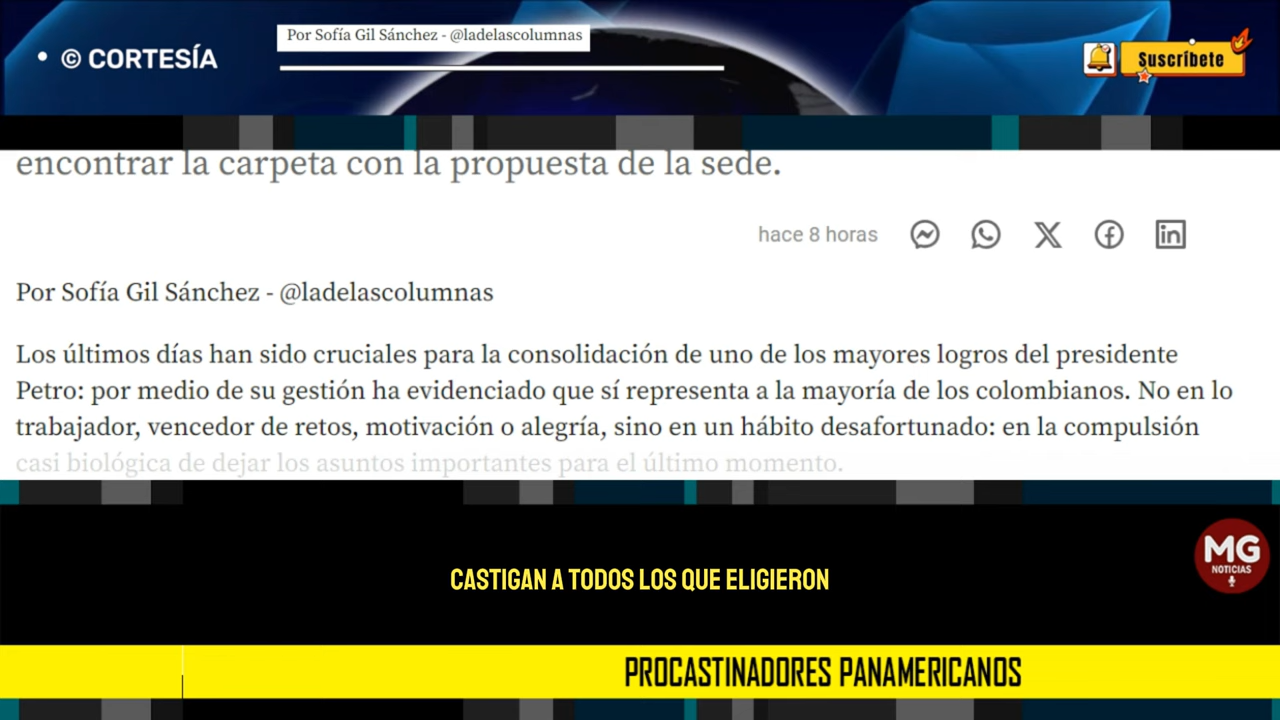 • © CORTESÍA
Por Sofía Gil Sánchez - @ladelascolumnas
Suscríbete
encontrar la carpeta con la propuesta de la sede.
hace 8 horas
Por Sofía Gil Sánchez - @ladelascolumnas
Los últimos días han sido cruciales para la consolidación de uno de los mayores logros del presidente
Petro: por medio de su gestión ha evidenciado que sí representa a la mayoría de los colombianos. No en lo
trabajador, vencedor de retos, motivación o alegría, sino en un hábito desafortunado: en la compulsión
casi biológica de dejar los asuntos importantes para el último momento.
CASTIGAN A TODOS LOS QUE ELIGIERON
MG
NOTICIAS
PROCASTINADORES PANAMERICANOS